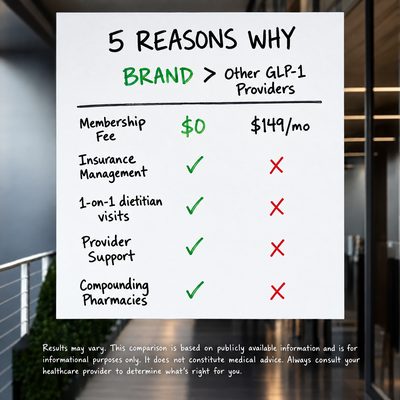 5 REASONS WHY
BRAND > Other GLP-1
Providers
Membership
Fee
$0
$149/mo
Insurance
Management
✓
✗
1-on-1 dietitian
visits
✓
✗
Provider
Support
✓
✗
Compounding
Pharmacies
✓
✗
Results may vary. This comparison is based on publicly available information and is for
informational purposes only. It does not constitute medical advice. Always consult your
healthcare provider to determine what's right for you.